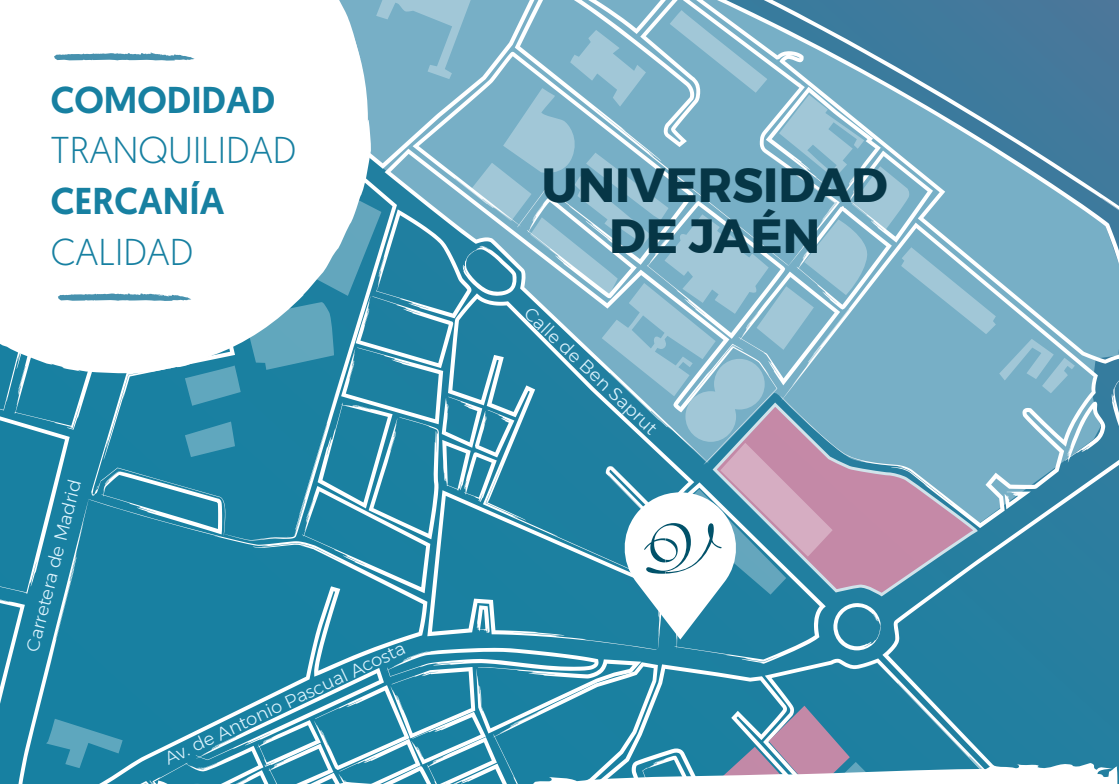 COMODIDAD
TRANQUILIDAD
CERCANÍA
CALIDAD
UNIVERSIDAD
DE JAÉN
Calle de Ben Saprut
Carretera de Madrid
Av. de Antonio Pascual Acosta